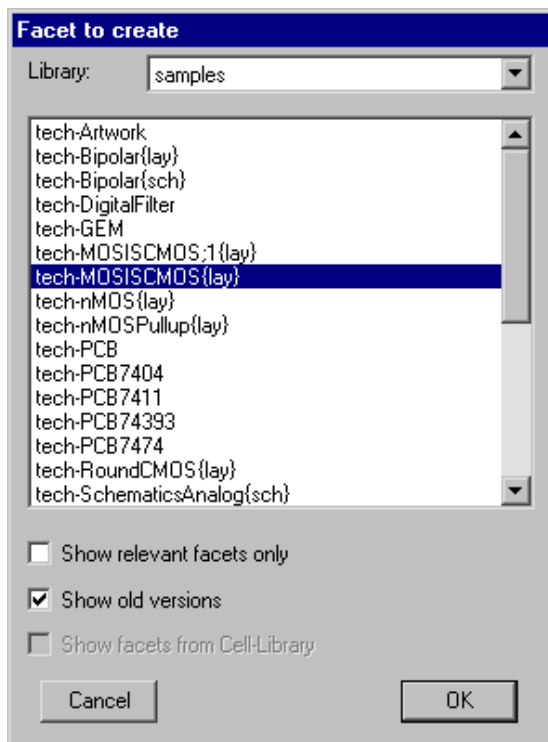 Facet to create
Library: samples
tech-Artwork
tech-Bipolar{lay}
tech-Bipolar{sch}
tech-DigitalFilter
tech-GEM
tech-MOSISCMOS;1{lay}
tech-MOSISCMOS{lay}
tech-nMOS{lay}
tech-nMOSPullup{lay}
tech-PCB
tech-PCB7404
tech-PCB7411
tech-PCB74393
tech-PCB7474
tech-RoundCMOS{lay}
tech-SchematicsAnalog{sch}
Show relevant facets only
Show old versions
Show facets from Cell-Library
Cancel OK